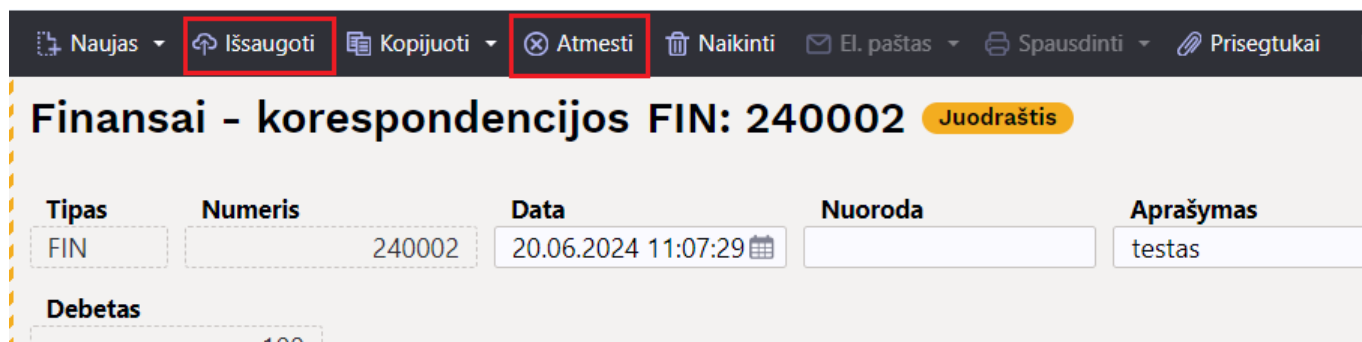 Naujas Išsaugoti Kopijuoti Atmesti Naikinti El. paštas Spausdinti Prisegtukai
Finansai - korespondencijos FIN: 240002 Juodraštis
Tipas Numeris Data Nuoroda Aprašymas
FIN 240002 20.06.2024 11:07:29 testas
Debetas